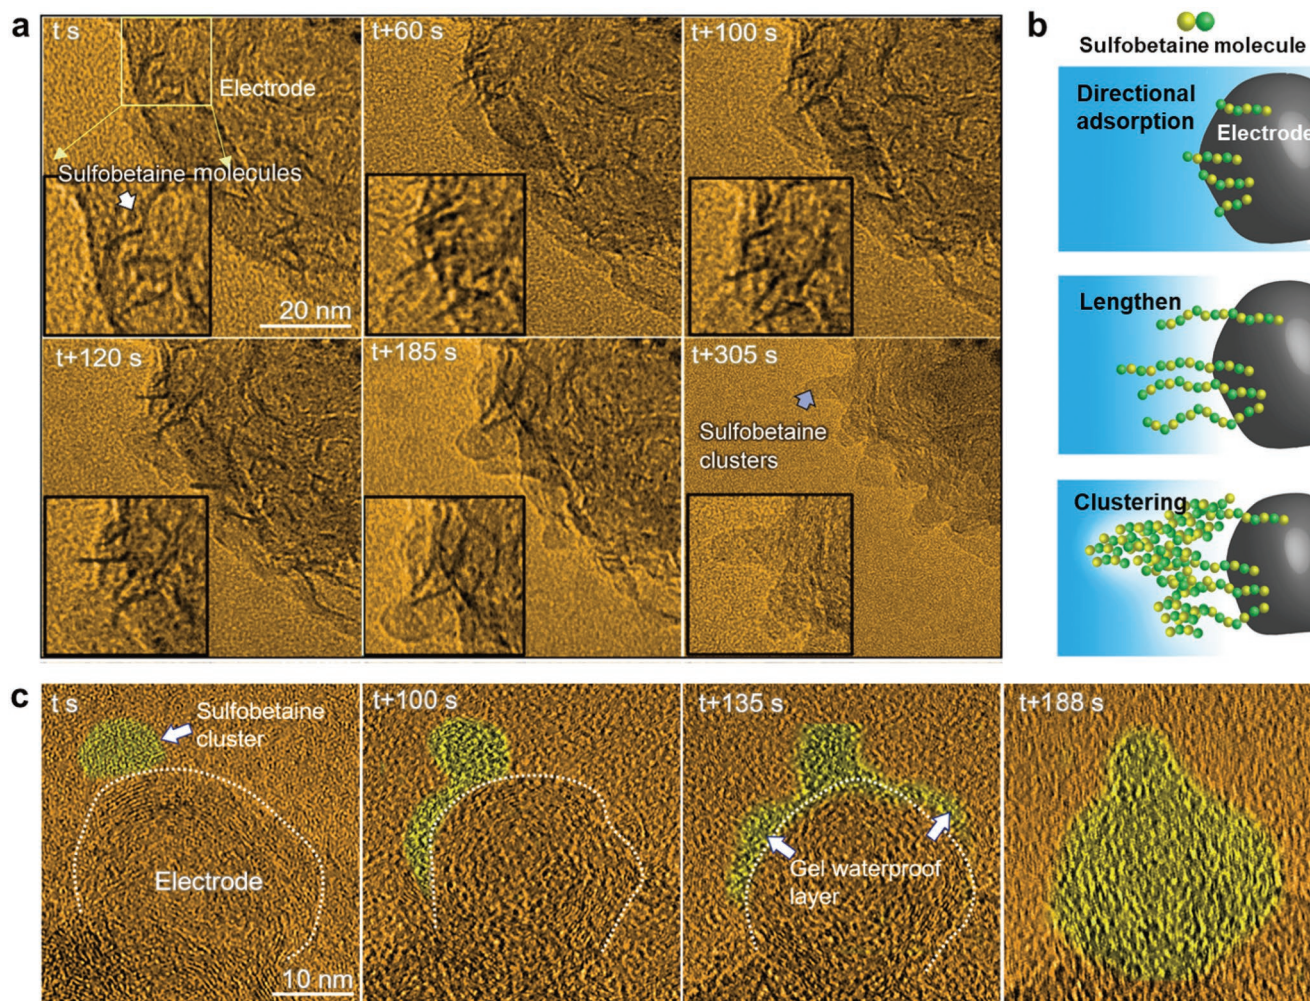 a
t s
Electrode
Sulfobetaine molecules
20 nm
t+60 s
t+100 s
t+120 s
t+185 s
t+305 s
Sulfobetaine
clusters
b
Sulfobetaine molecule
Directional
adsorption
Electrode
Lengthen
Clustering
c
t s
Sulfobetaine
cluster
Electrode
10 nm
t+100 s
t+135 s
Gel waterproof
layer
t+188 s